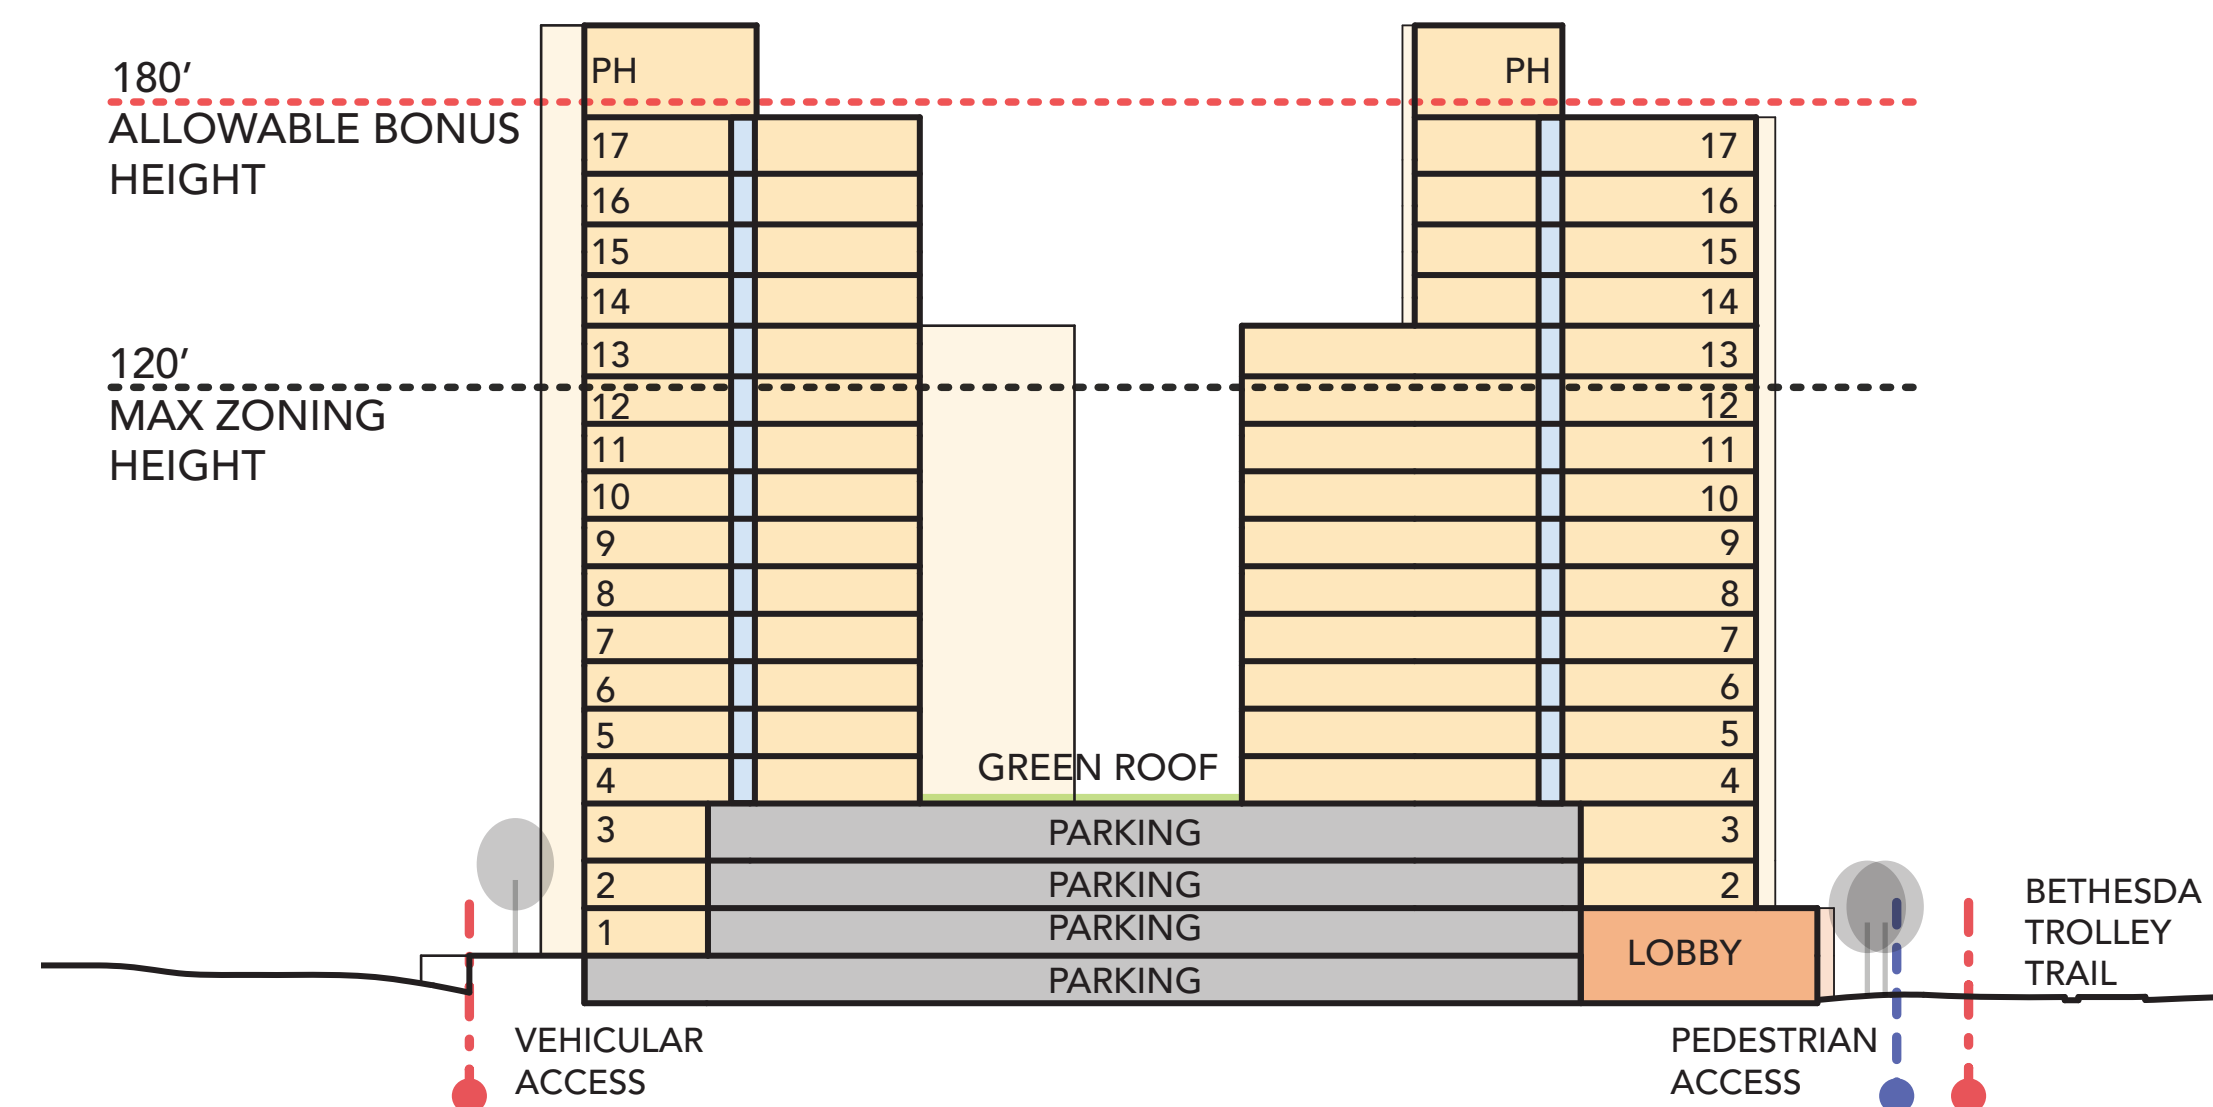 180’
ALLOWABLE BONUS
HEIGHT
120’
MAX ZONING
HEIGHT
PH
17
16
15
14
13
12
11
10
9
8
7
6
5
4
3
2
1
GREEN ROOF
PARKING
PARKING
PARKING
PARKING
PH
17
16
15
14
13
12
11
10
9
8
7
6
5
4
3
2
LOBBY
VEHICULAR
ACCESS
PEDESTRIAN
ACCESS
BETHESDA
TROLLEY
TRAIL